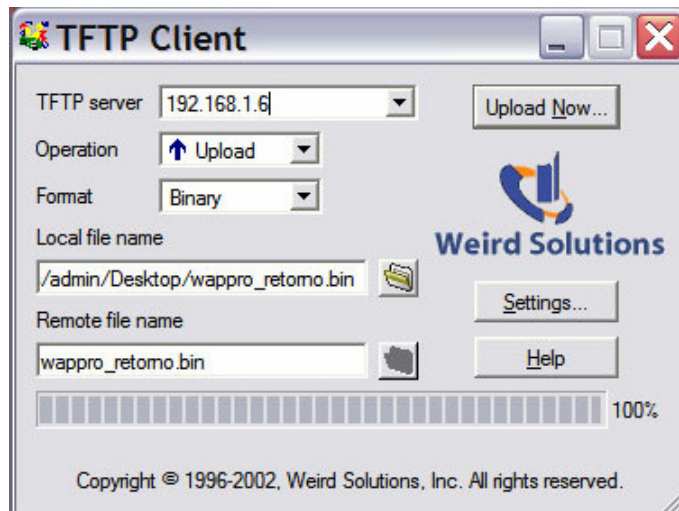 TFTP Client
TFTP server 192.168.1.6 Upload Now...
Operation Upload
Format Binary
Weird Solutions
Local file name
/admin/Desktop/wappro_retorno.bin
Settings...
Remote file name
wappro_retorno.bin Help
100%
Copyright © 1996-2002, Weird Solutions, Inc. All rights reserved.